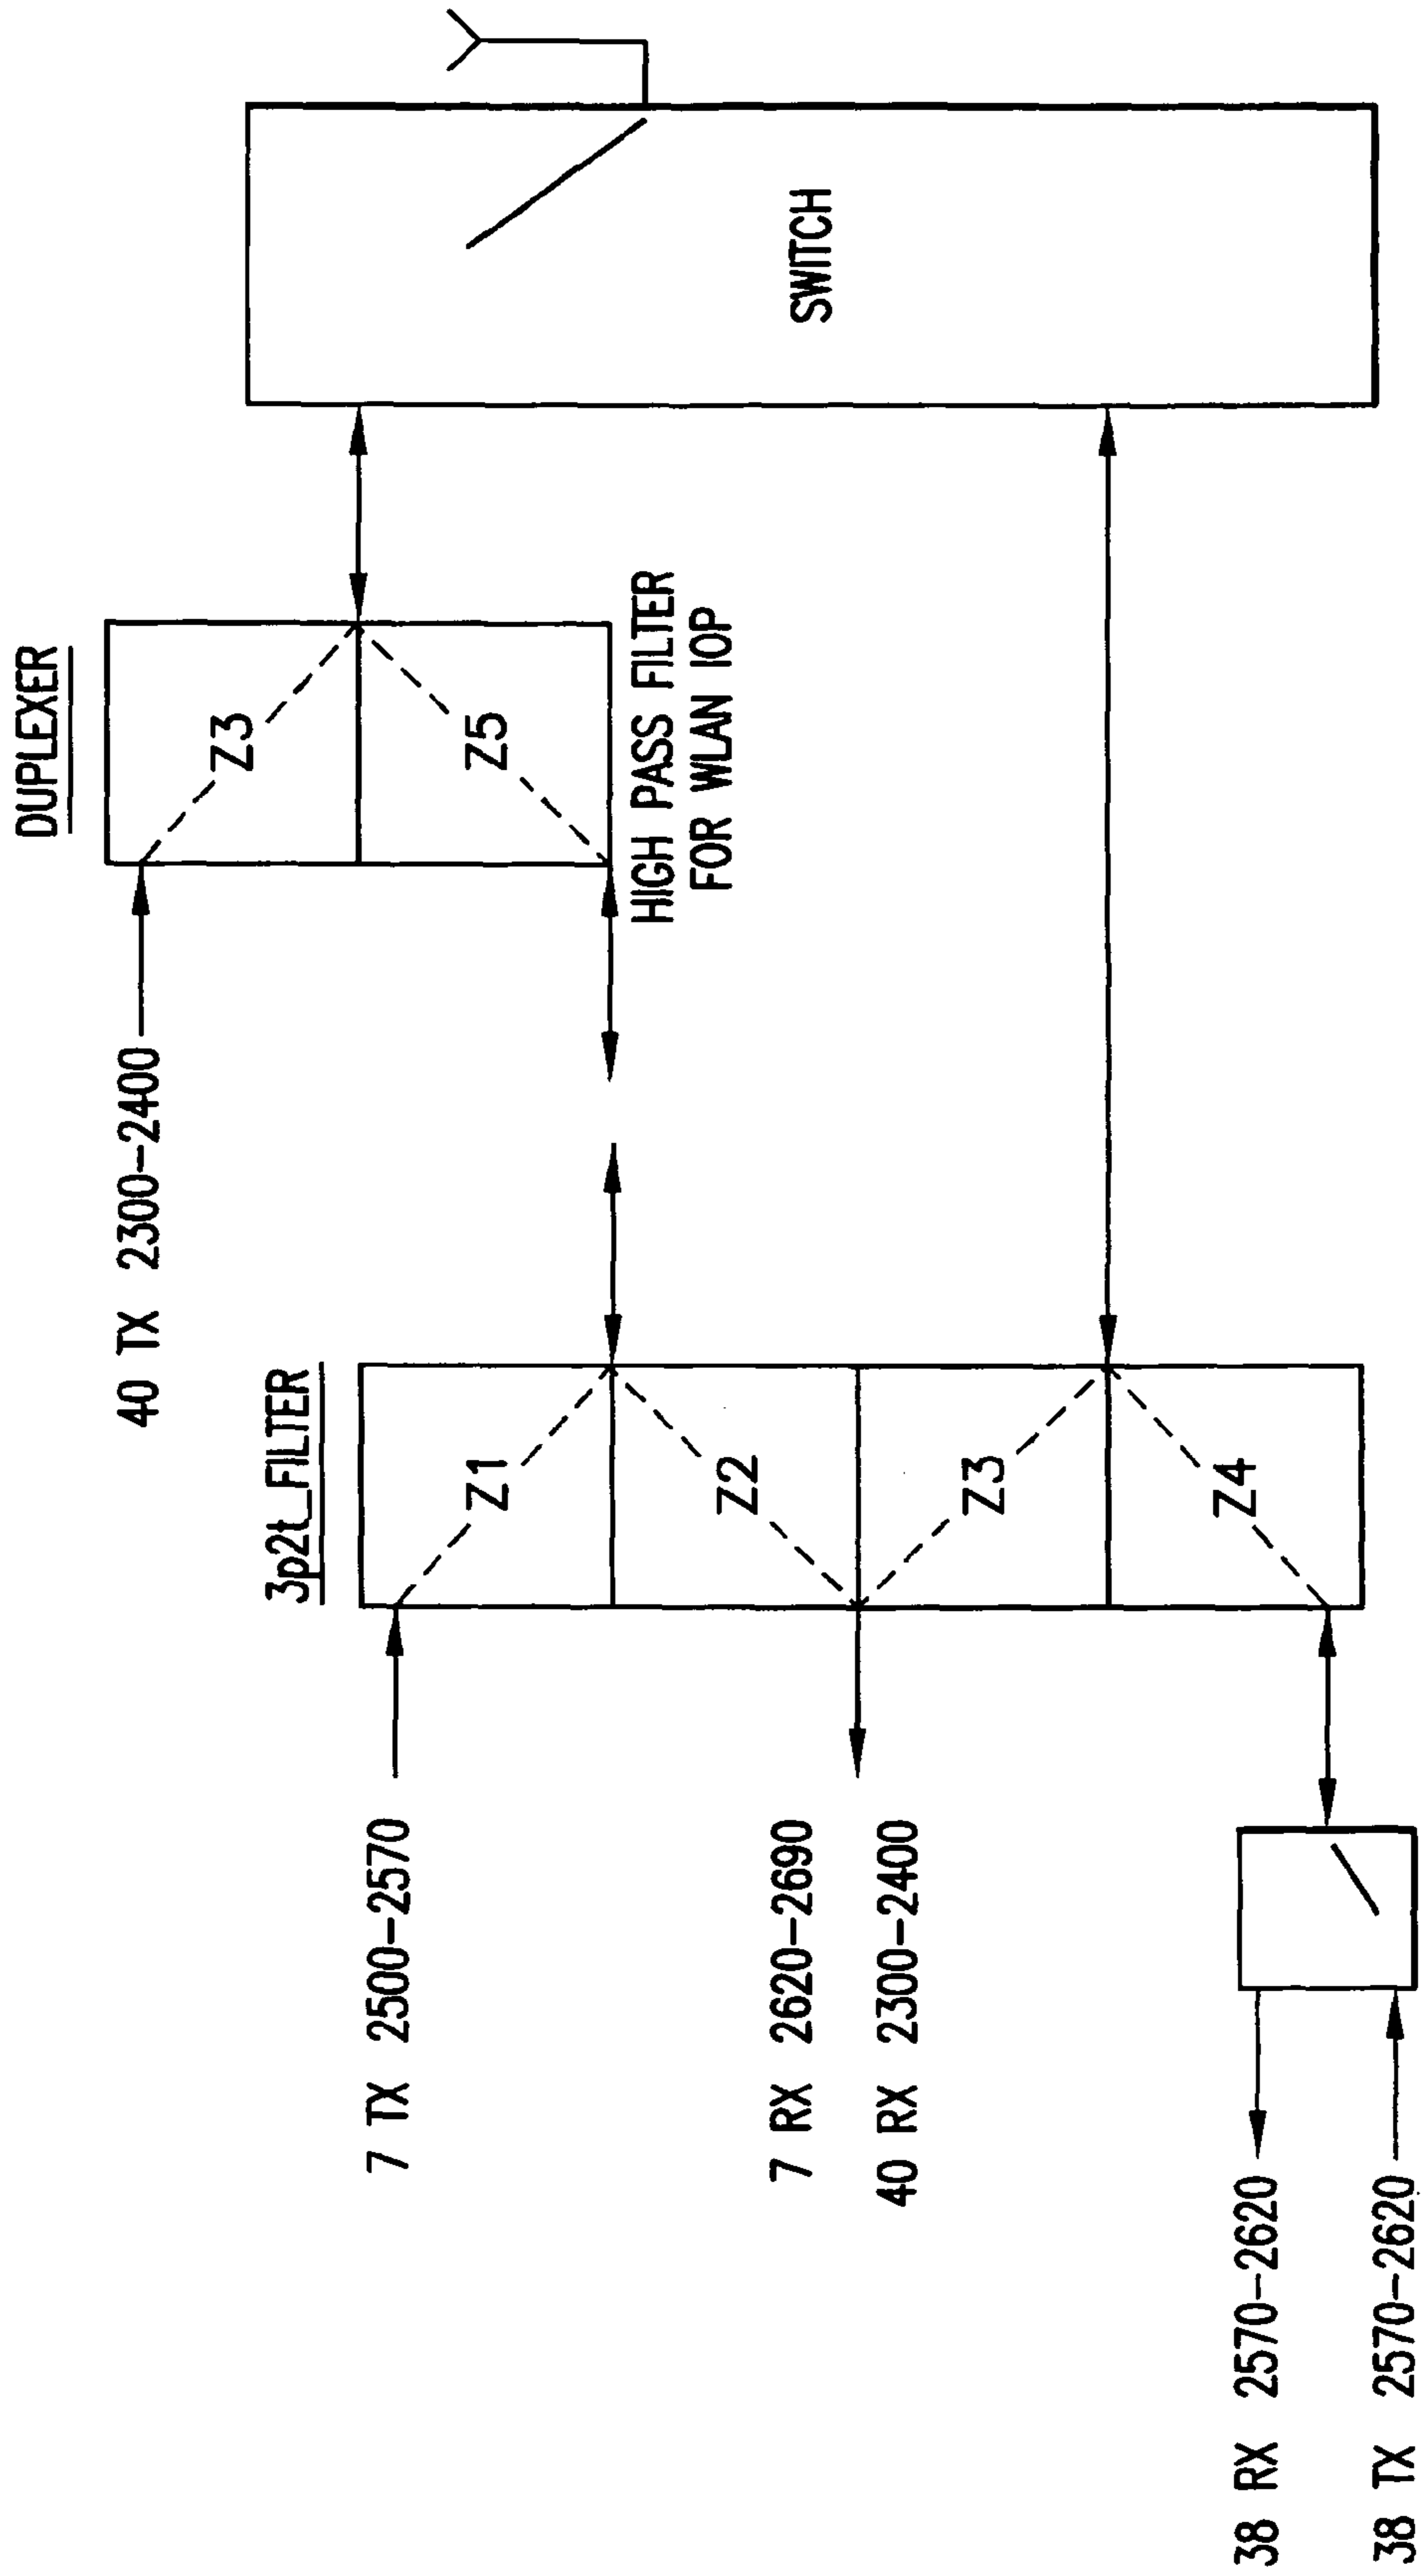 DUPLEXER
40 TX 2300-2400
Z3
Z5
HIGH PASS FILTER
FOR WLAN IOP
3p2t_FILTER
7 TX 2500-2570
Z1
Z2
7 RX 2620-2690
40 RX 2300-2400
Z3
Z4
38 RX 2570-2620
38 TX 2570-2620
SWITCH